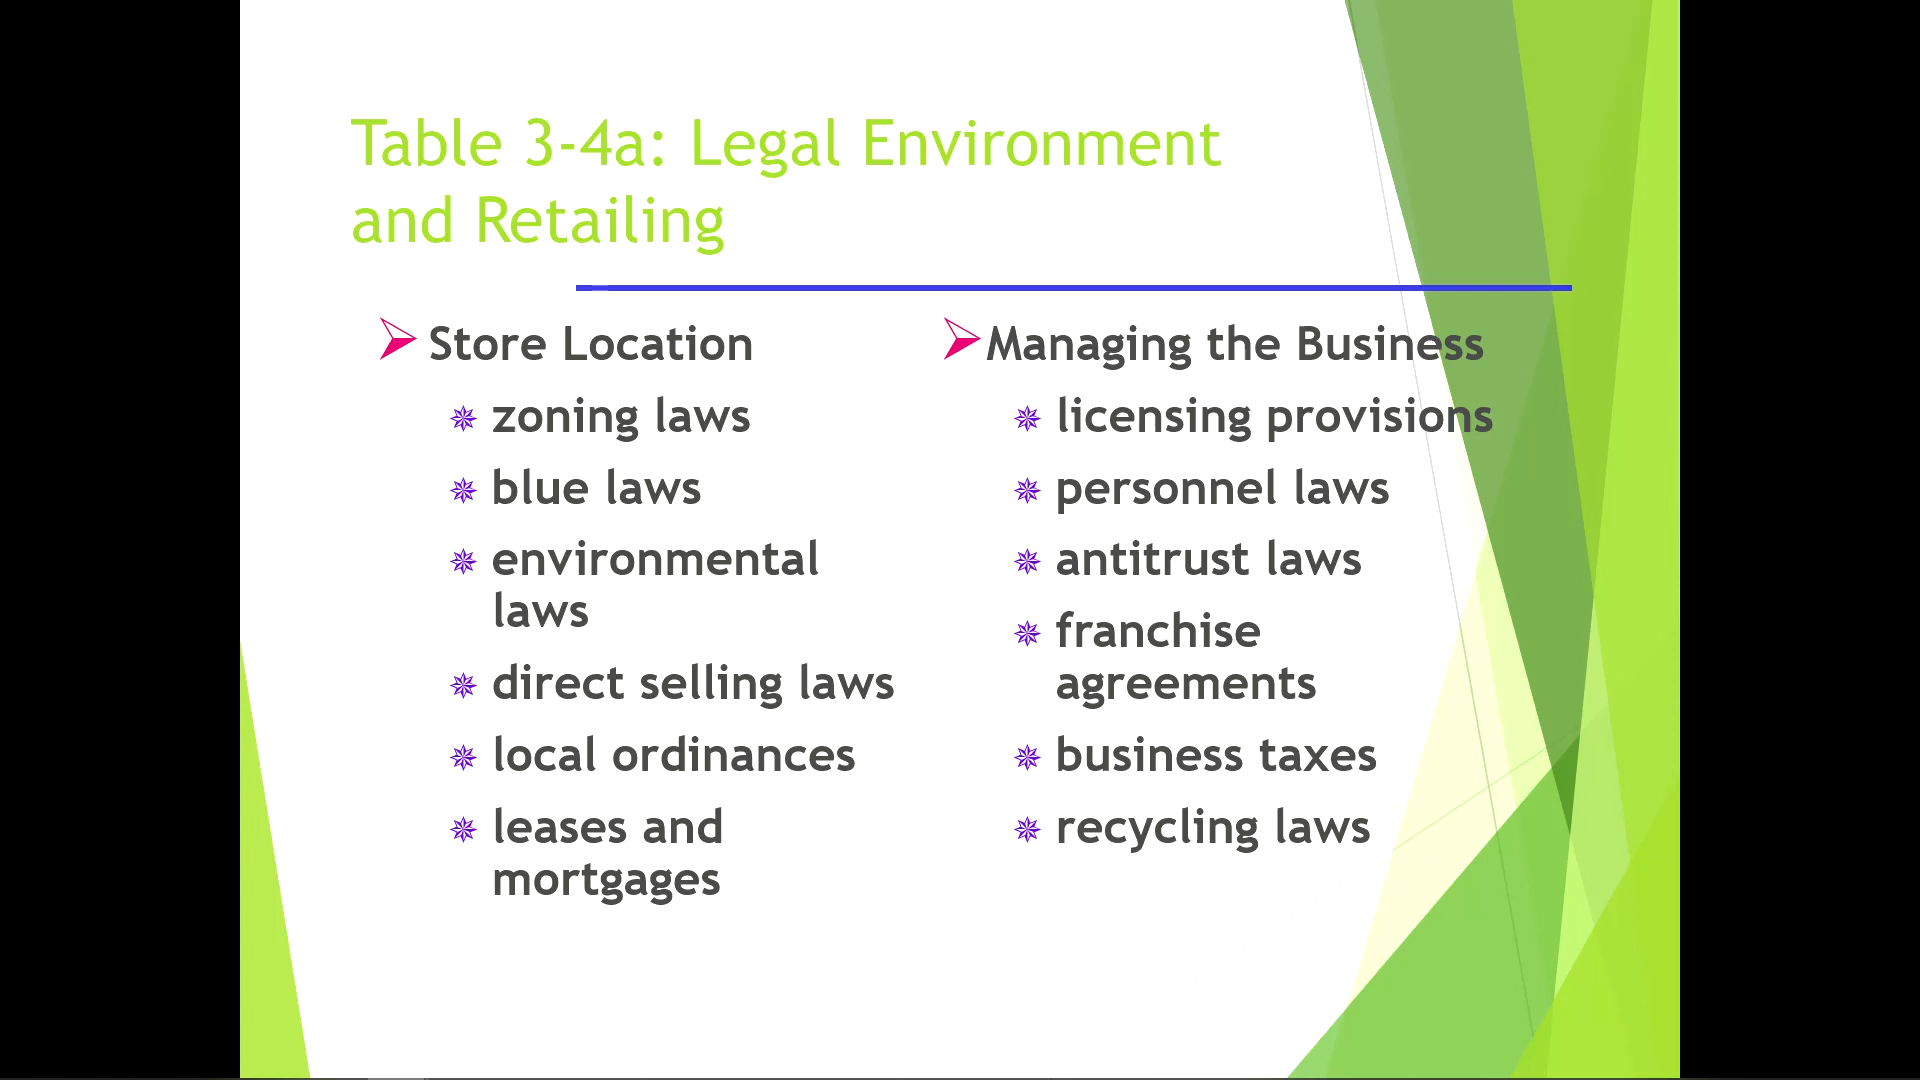 Table 3-4a: Legal Environment
and Retailing
Store Location
zoning laws
blue laws
environmental
laws
direct selling laws
local ordinances
leases and
mortgages
Managing the Business
licensing provisions
personnel laws
antitrust laws
franchise
agreements
business taxes
recycling laws